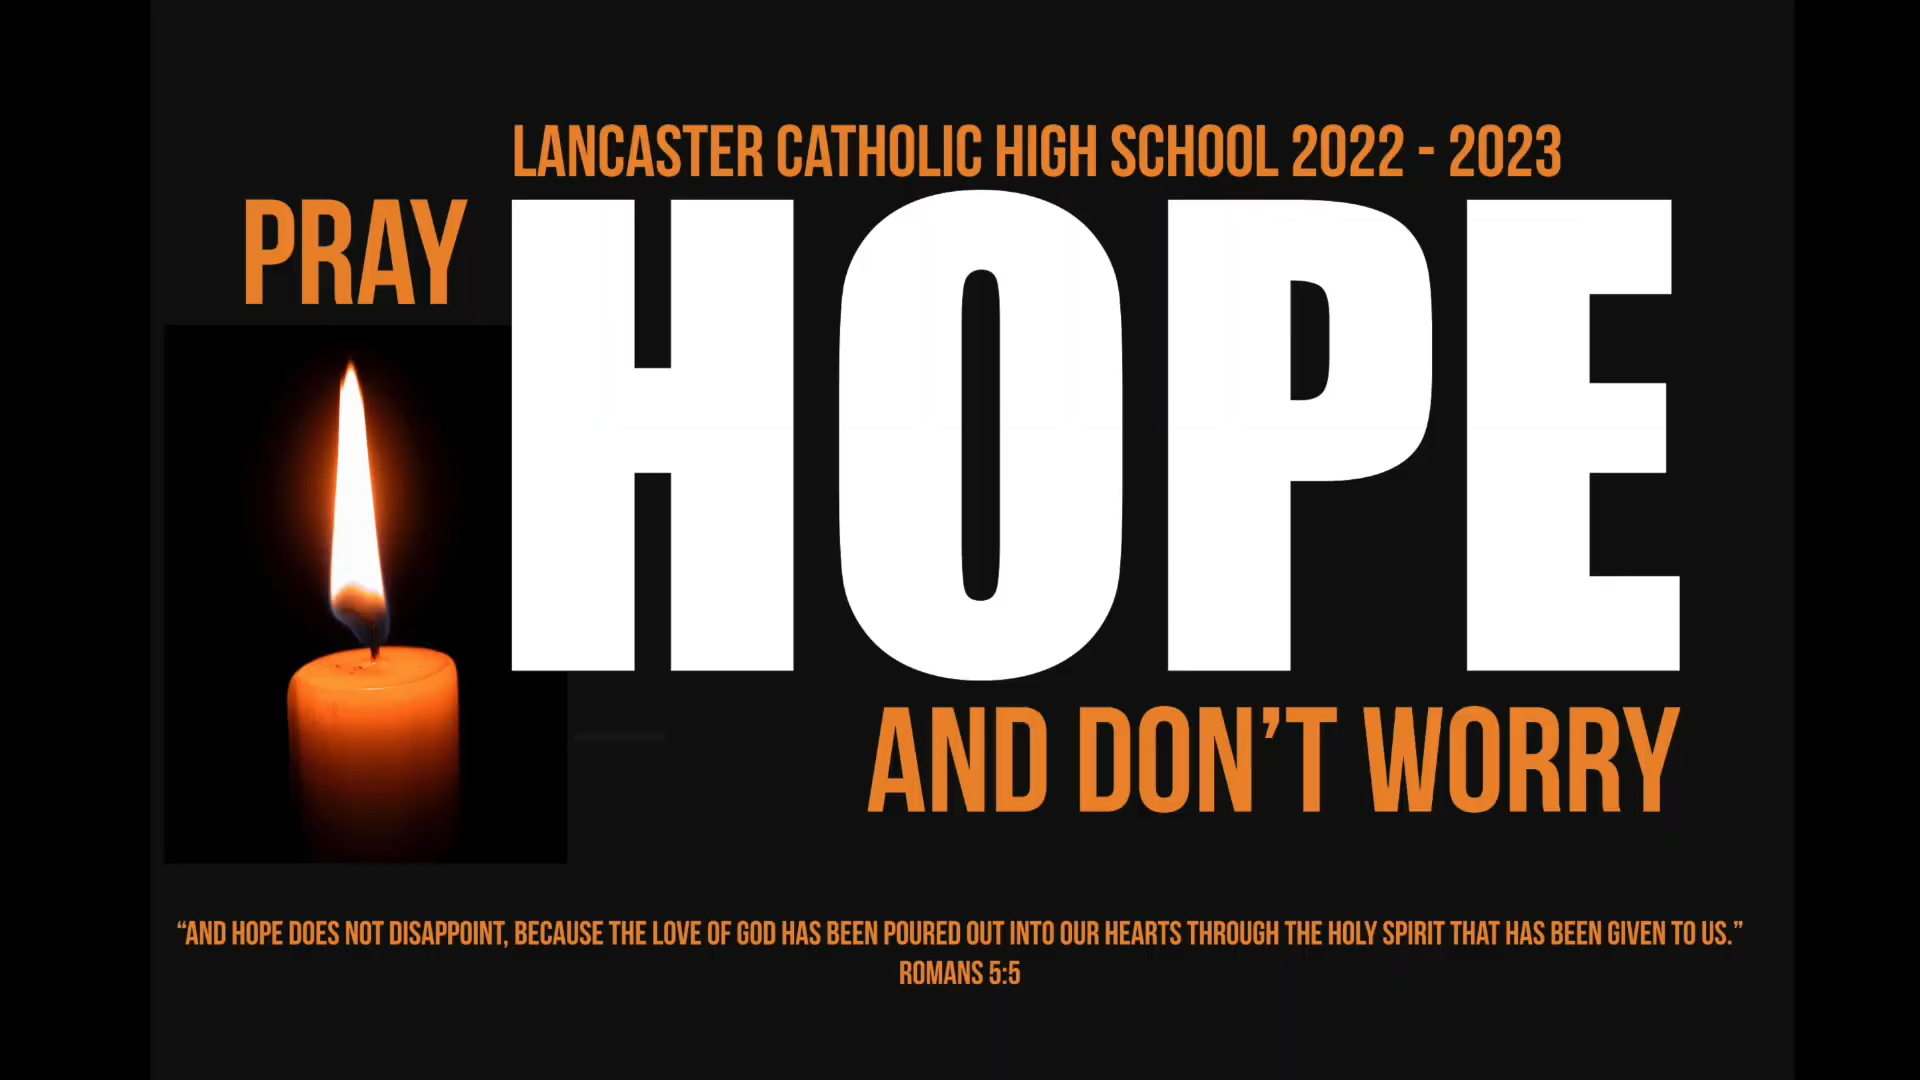 LANCASTER CATHOLIC HIGH SCHOOL 2022 - 2023
PRAY
HOPE
AND DON’T WORRY
“AND HOPE DOES NOT DISAPPOINT, BECAUSE THE LOVE OF GOD HAS BEEN POURED OUT INTO OUR HEARTS THROUGH THE HOLY SPIRIT THAT HAS BEEN GIVEN TO US.”
ROMANS 5:5